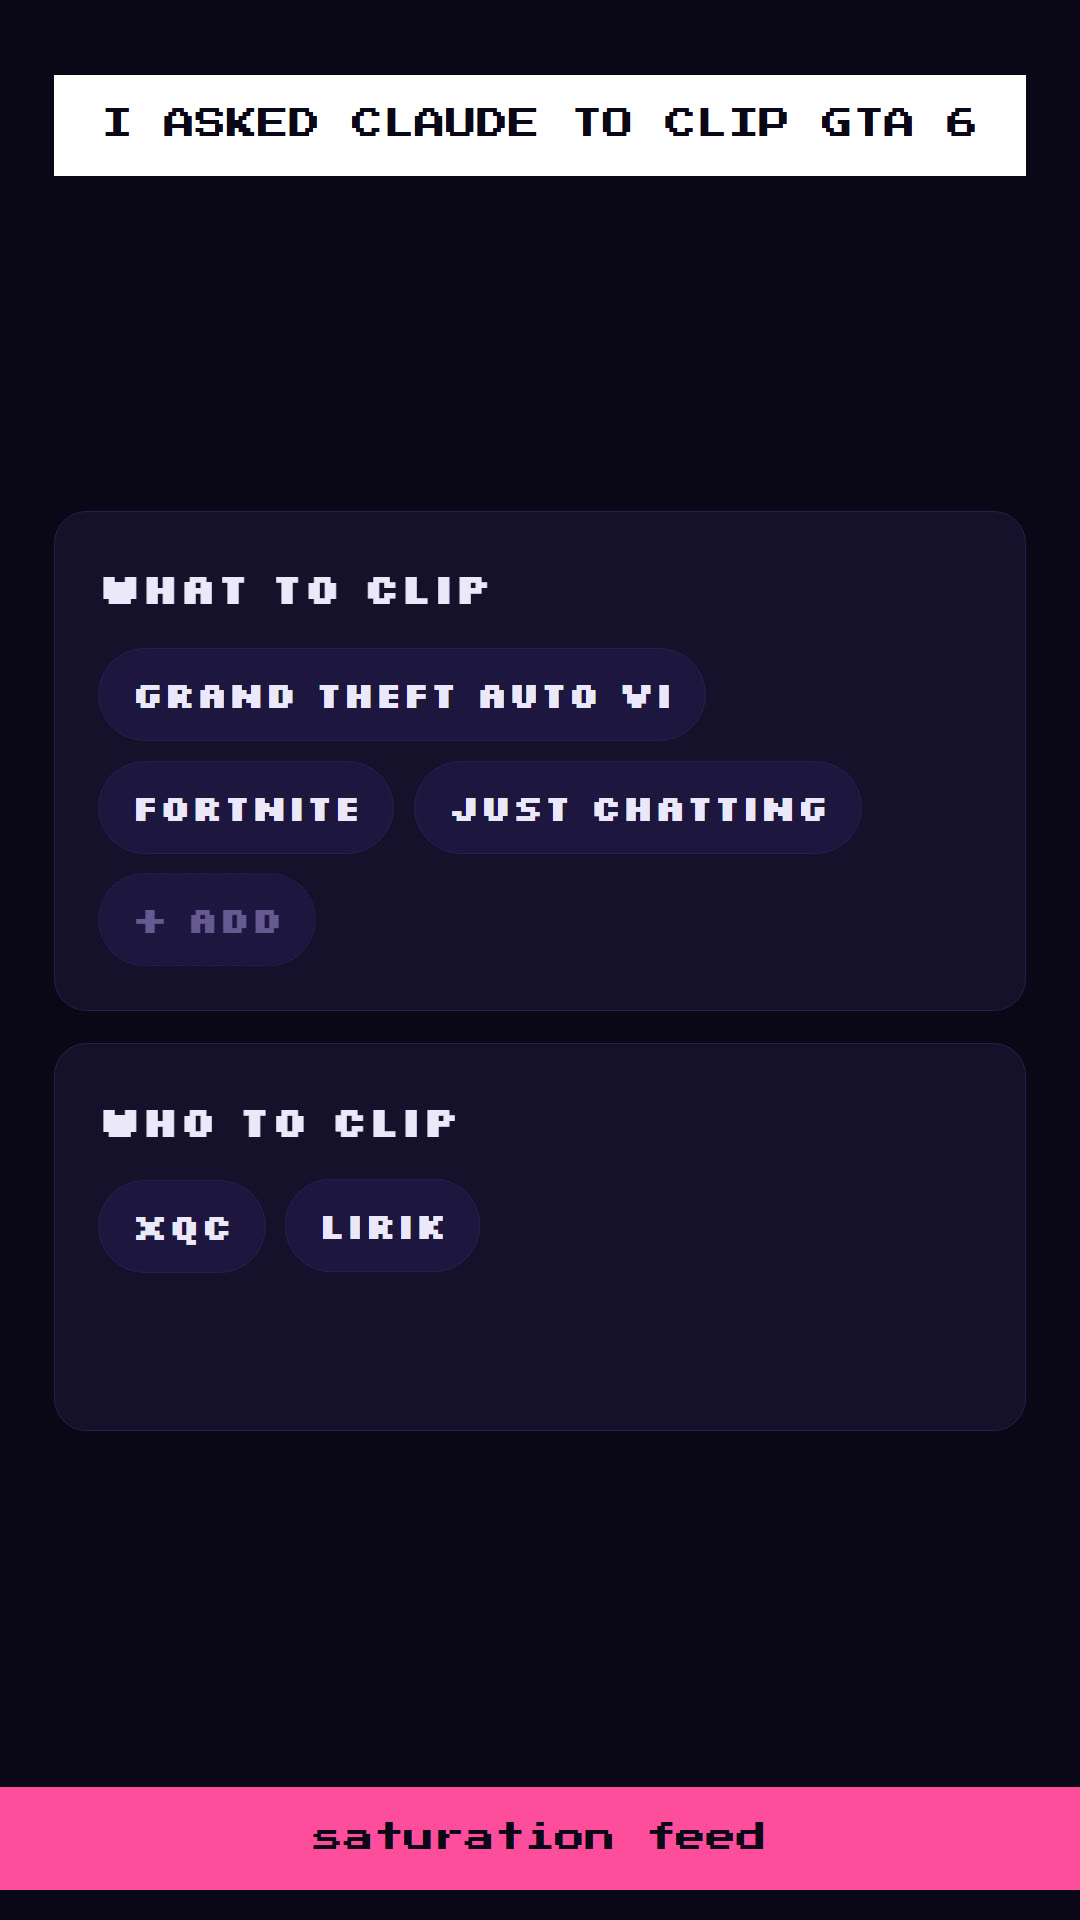 I ASKED CLAUDE TO CLIP GTA 6
WHAT TO CLIP
GRAND THEFT AUTO VI
FORTNITE JUST CHATTING
+ ADD
WHO TO CLIP
XQC LIRIK
saturation feed